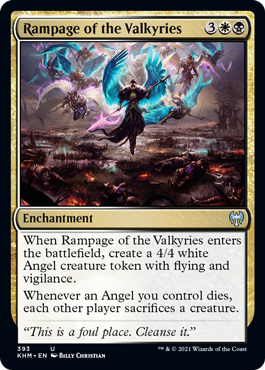 Rampage of the Valkyries 3
Enchantment
When Rampage of the Valkyries enters
the battlefield, create a 4/4 white
Angel creature token with flying and
vigilance.
Whenever an Angel you control dies,
each other player sacrifices a creature.
“This is a foul place. Cleanse it.”
393 U
KHM • EN Billy Christian
™ & © 2021 Wizards of the Coast